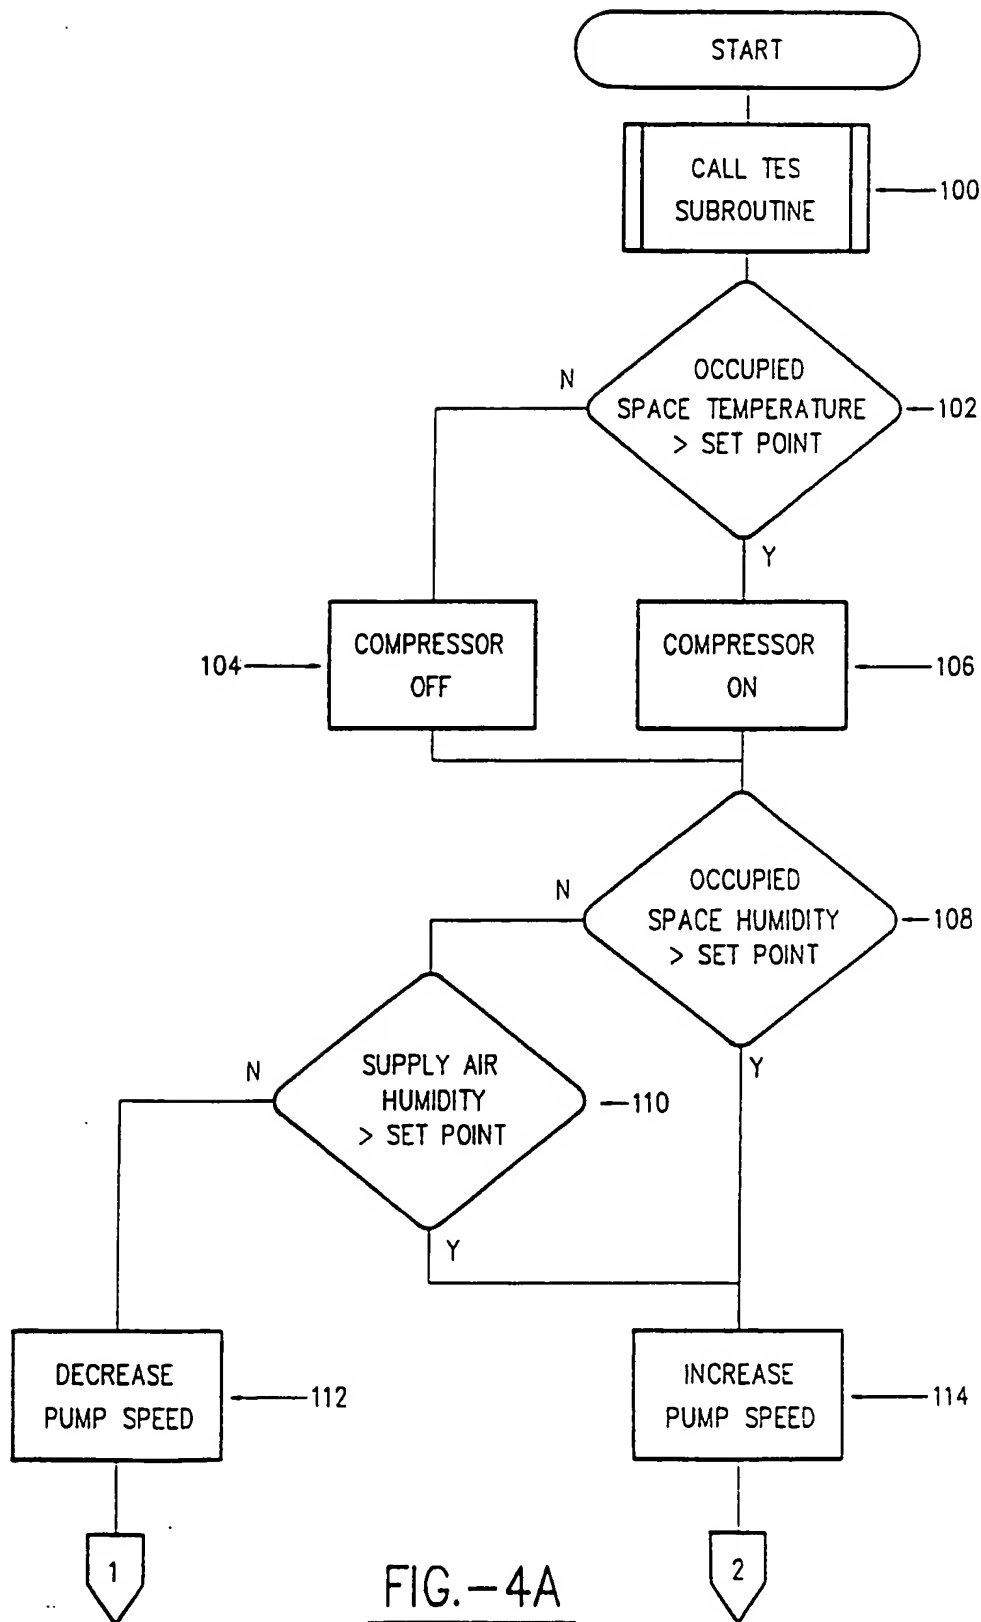 START
CALL TES
SUBROUTINE
100
OCCUPIED
SPACE TEMPERATURE
> SET POINT
102
N
Y
COMPRESSOR
OFF
104
COMPRESSOR
ON
106
OCCUPIED
SPACE HUMIDITY
> SET POINT
108
N
Y
SUPPLY AIR
HUMIDITY
> SET POINT
110
N
Y
DECREASE
PUMP SPEED
112
INCREASE
PUMP SPEED
114
1
2
FIG.-4A